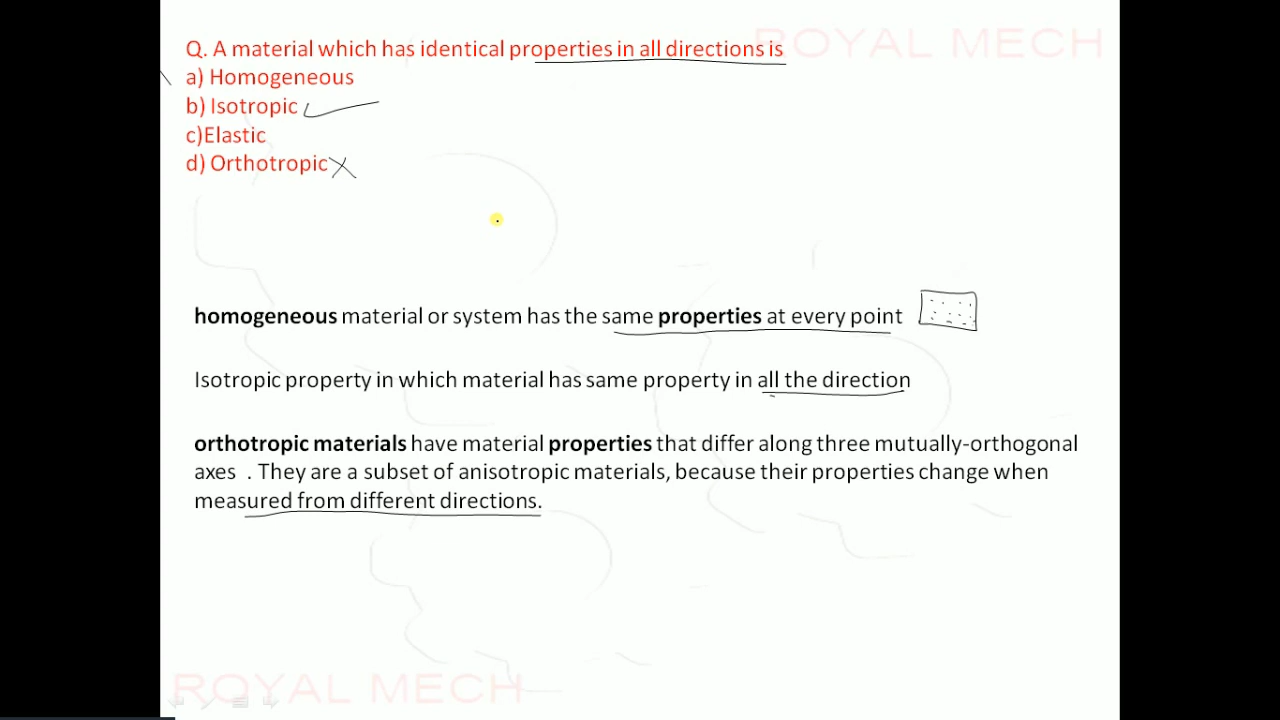 ROYAL MECH
Q. A material which has identical properties in all directions is
a) Homogeneous
b) Isotropic
c)Elastic
d) Orthotropic
homogeneous material or system has the same properties at every point
Isotropic property in which material has same property in all the direction
orthotropic materials have material properties that differ along three mutually-orthogonal
axes . They are a subset of anisotropic materials, because their properties change when
measured from different directions.
ROYAL MECH